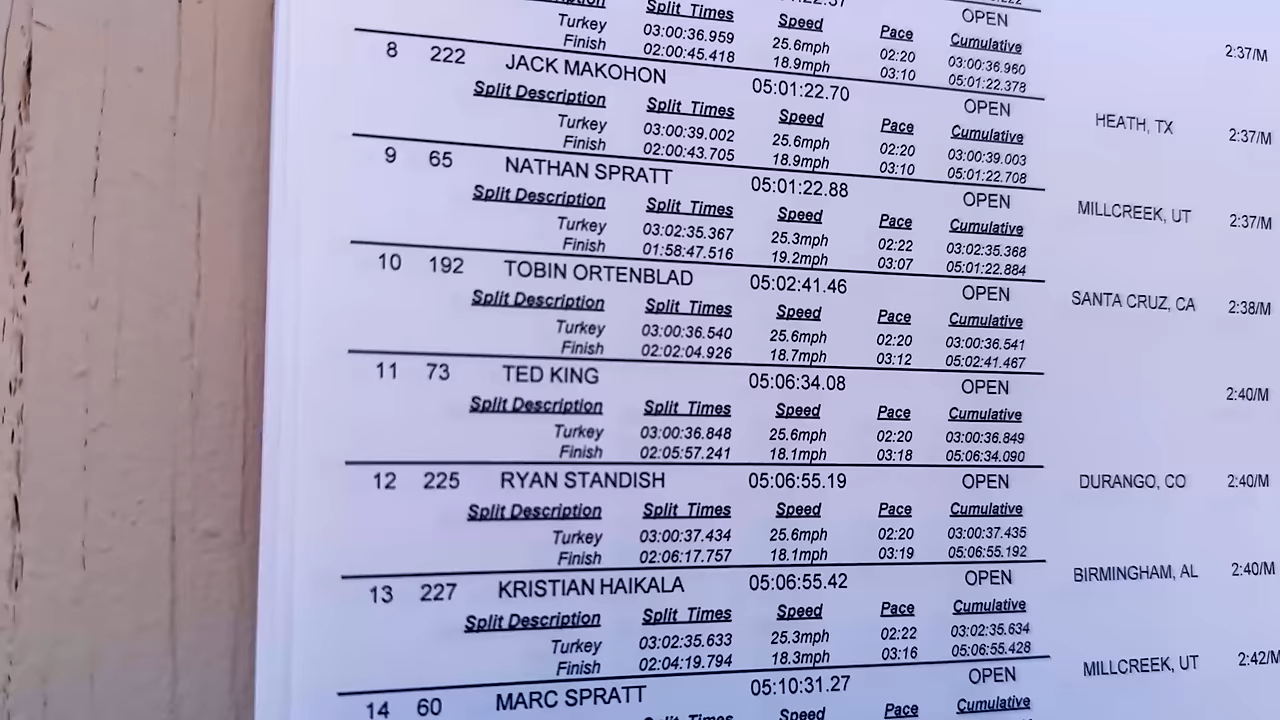 Split Times OPEN
Turkey 03:00:36.959 25.6mph 02:20 03:00:36.960 2:37/M
Finish 02:00:45.418 18.9mph 03:10 05:01:22.378
Speed Pace Cumulative
8 222 JACK MAKOHON 05:01:22.70 OPEN HEATH, TX 2:37/M
Split Description Split Times Speed Pace Cumulative
Turkey 03:00:39.002 25.6mph 02:20 03:00:39.003
Finish 02:00:43.705 18.9mph 03:10 05:01:22.708
9 65 NATHAN SPRATT 05:01:22.88 OPEN MILLCREEK, UT 2:37/M
Split Description Split Times Speed Pace Cumulative
Turkey 03:02:35.367 25.3mph 02:22 03:02:35.368
Finish 01:58:47.516 19.2mph 03:07 05:01:22.884
10 192 TOBIN ORTENBLAD 05:02:41.46 OPEN SANTA CRUZ, CA 2:38/M
Split Description Split Times Speed Pace Cumulative
Turkey 03:00:36.540 25.6mph 02:20 03:00:36.541
Finish 02:02:04.926 18.7mph 03:12 05:02:41.467
11 73 TED KING 05:06:34.08 OPEN 2:40/M
Split Description Split Times Speed Pace Cumulative
Turkey 03:00:36.848 25.6mph 02:20 03:00:36.849
Finish 02:05:57.241 18.1mph 03:18 05:06:34.090
12 225 RYAN STANDISH 05:06:55.19 OPEN DURANGO, CO 2:40/M
Split Description Split Times Speed Pace Cumulative
Turkey 03:00:37.434 25.6mph 02:20 03:00:37.435
Finish 02:06:17.757 18.1mph 03:19 05:06:55.192
13 227 KRISTIAN HAIKALA 05:06:55.42 OPEN BIRMINGHAM, AL 2:40/M
Split Description Split Times Speed Pace Cumulative
Turkey 03:02:35.633 25.3mph 02:22 03:02:35.634
Finish 02:04:19.794 18.3mph 03:16 05:06:55.428
14 60 MARC SPRATT 05:10:31.27 OPEN MILLCREEK, UT 2:42/M
Split Times Speed Pace Cumulative